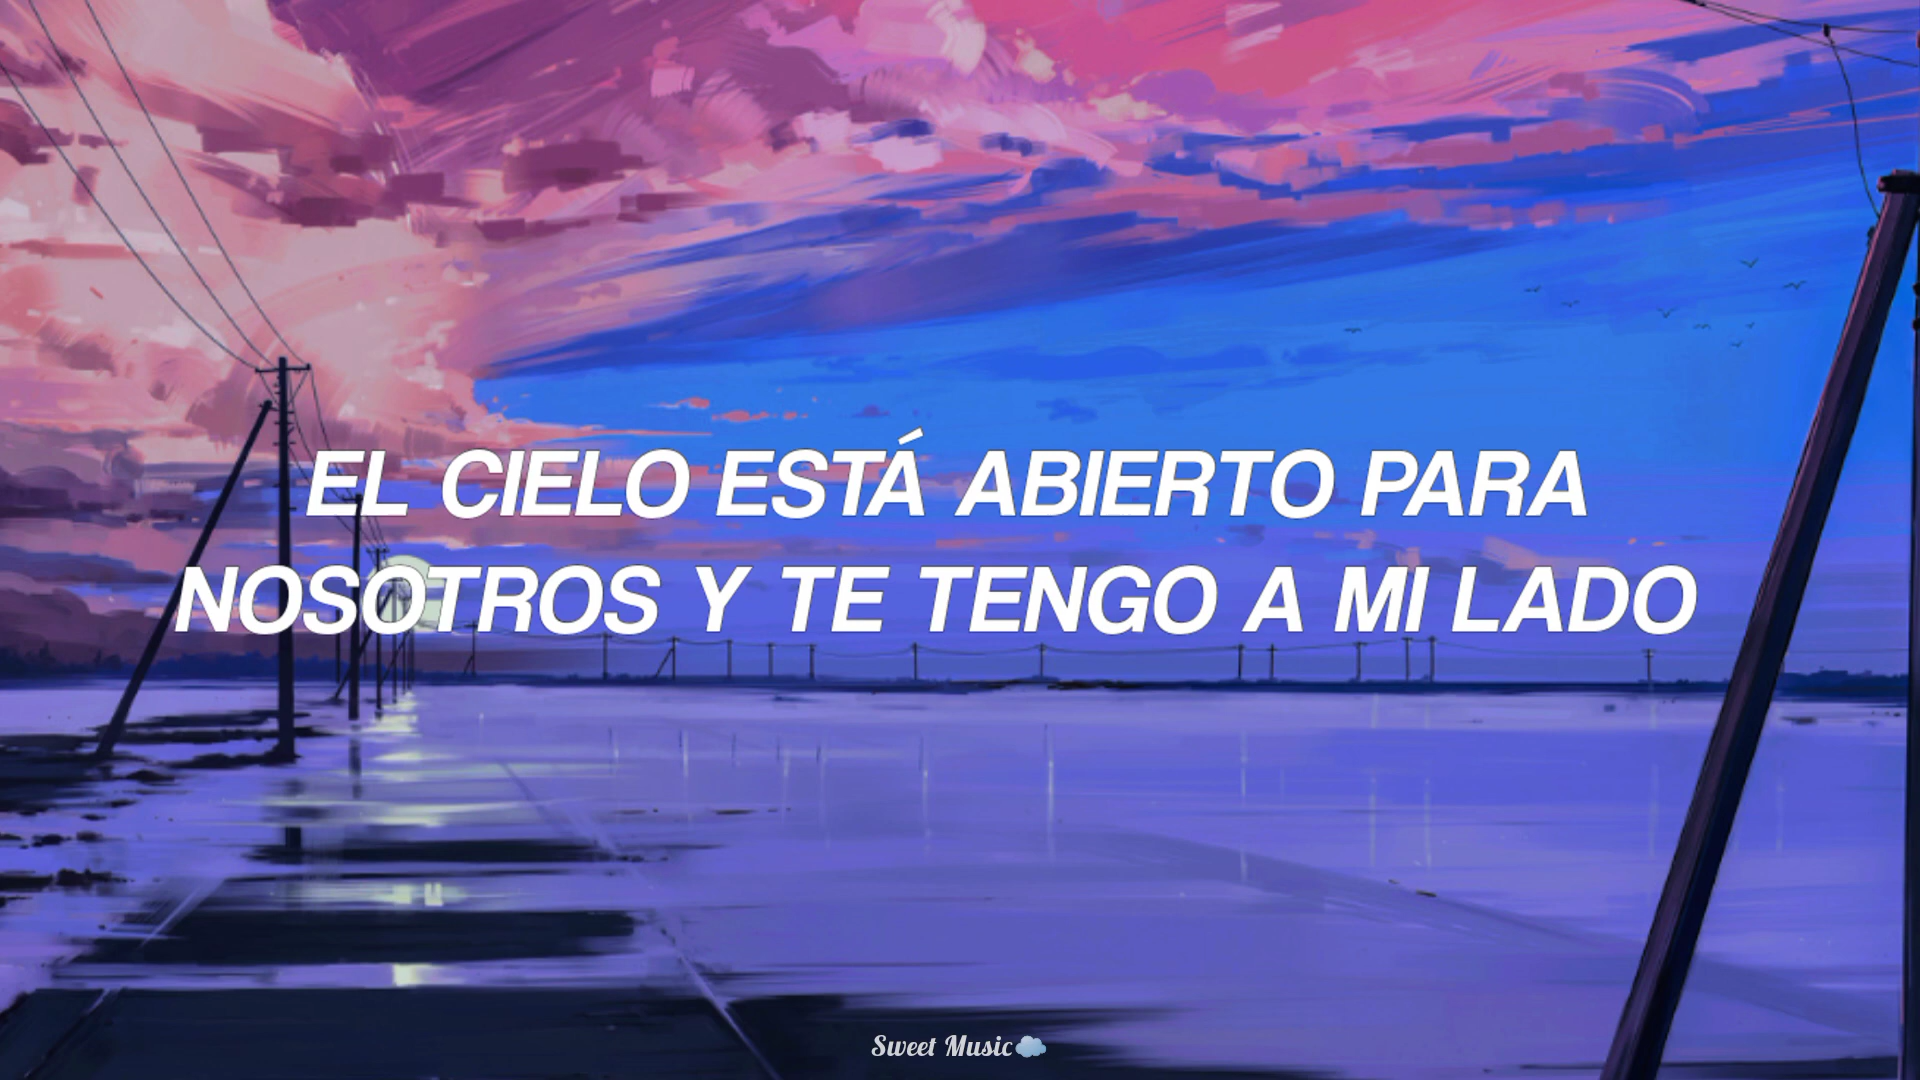 EL CIELO ESTÁ ABIERTO PARA
NOSOTROS Y TE TENGO A MI LADO
Sweet Music